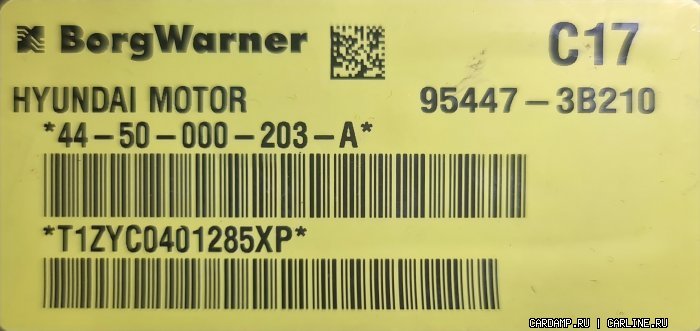 BorgWarner C17
HYUNDAI MOTOR 95447-3B210
*44-50-000-203-A*
*T1ZYC0401285XP*
CARDAMP.RU | CARLINE.RU